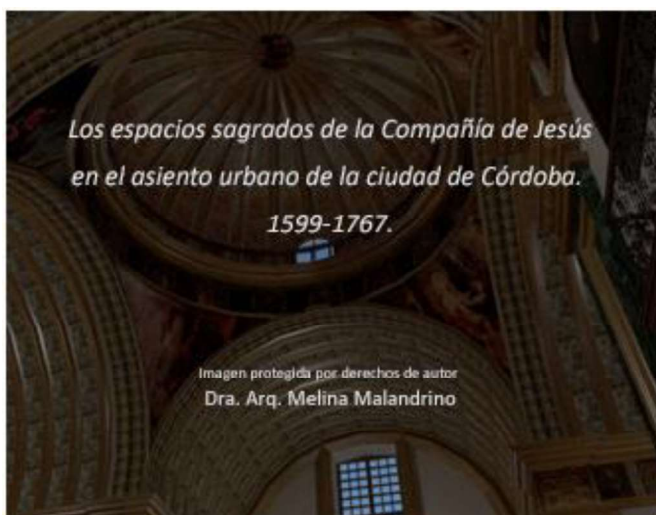 Los espacios sagrados de la Compañía de Jesús
en el asiento urbano de la ciudad de Córdoba.
1599-1767.
Imagen protegida por derechos de autor
Dra. Arq. Melina Malandrino